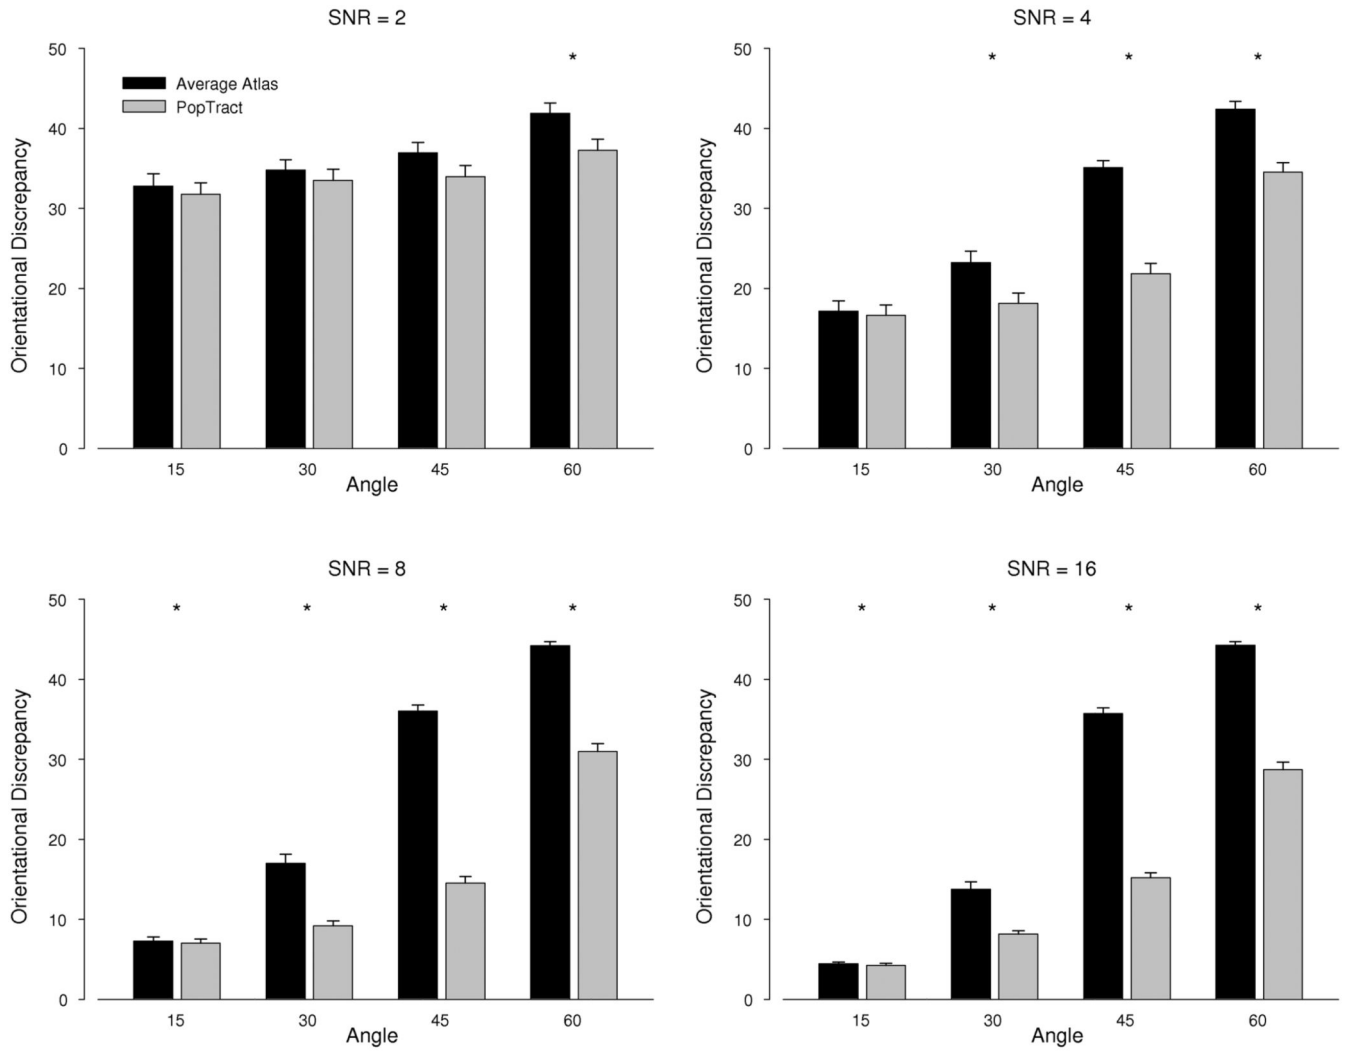 SNR = 2
*
50
40
30
20
10
0
Orientational Discrepancy
Average Atlas
PopTract
15 30 45 60
Angle
SNR = 4
* * *
50
40
30
20
10
0
Orientational Discrepancy
15 30 45 60
Angle
SNR = 8
* * * *
50
40
30
20
10
0
Orientational Discrepancy
15 30 45 60
Angle
SNR = 16
* * * *
50
40
30
20
10
0
Orientational Discrepancy
15 30 45 60
Angle